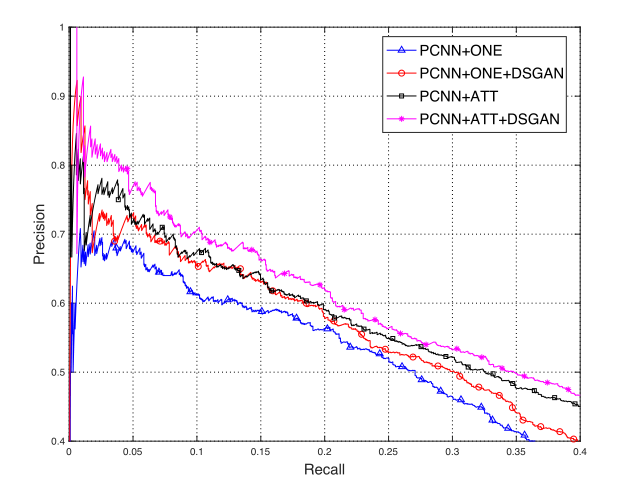 1
0.9
0.8
0.7
0.6
0.5
0.4
Precision
0 0.05 0.1 0.15 0.2 0.25 0.3 0.35 0.4
Recall
PCNN+ONE
PCNN+ONE+DSGAN
PCNN+ATT
PCNN+ATT+DSGAN